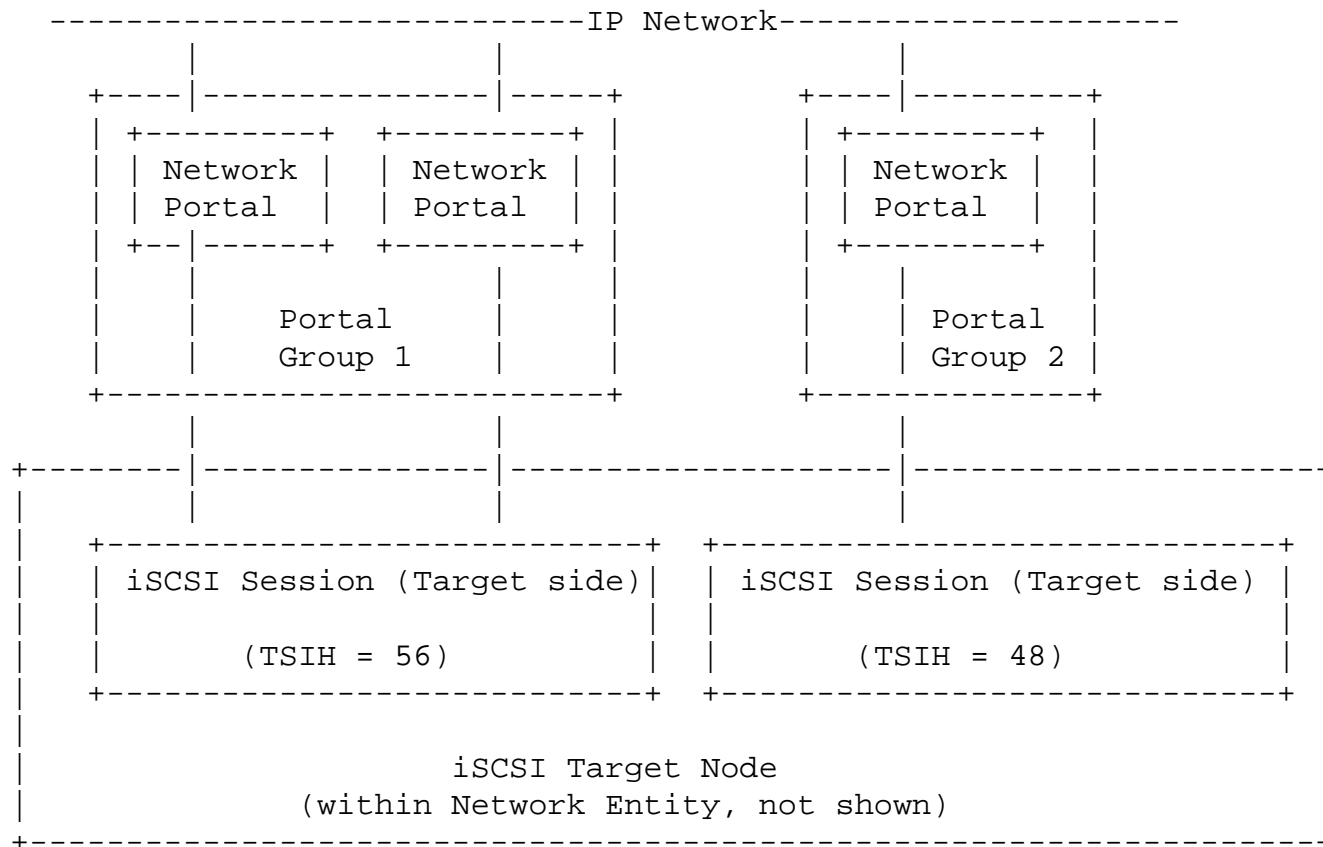 IP Network
Network Network Network
Portal Portal Portal
Portal Portal
Group 1 Group 2
iSCSI Session (Target side) iSCSI Session (Target side)
(TSIH = 56) (TSIH = 48)
iSCSI Target Node
(within Network Entity, not shown)